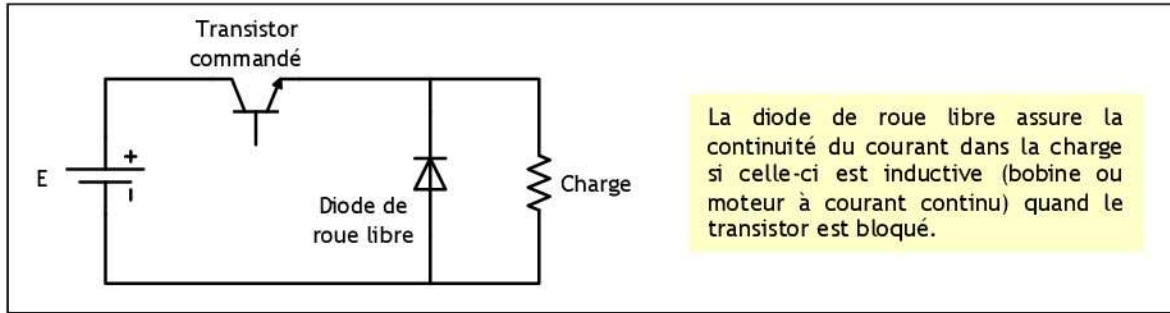 Transistor
commandé
E
+
-
Diode de
roue libre
Charge
La diode de roue libre assure la
continuité du courant dans la charge
si celle-ci est inductive (bobine ou
moteur à courant continu) quand le
transistor est bloqué.